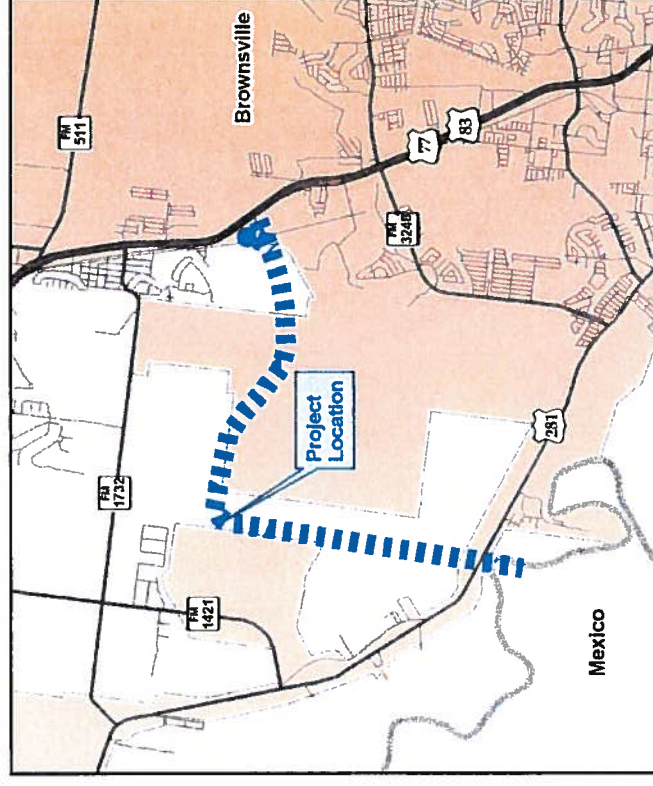 FM
511
FM
1732
FM
1421
Brownsville
Project
Location
FM
3248
77
83
281
Mexico